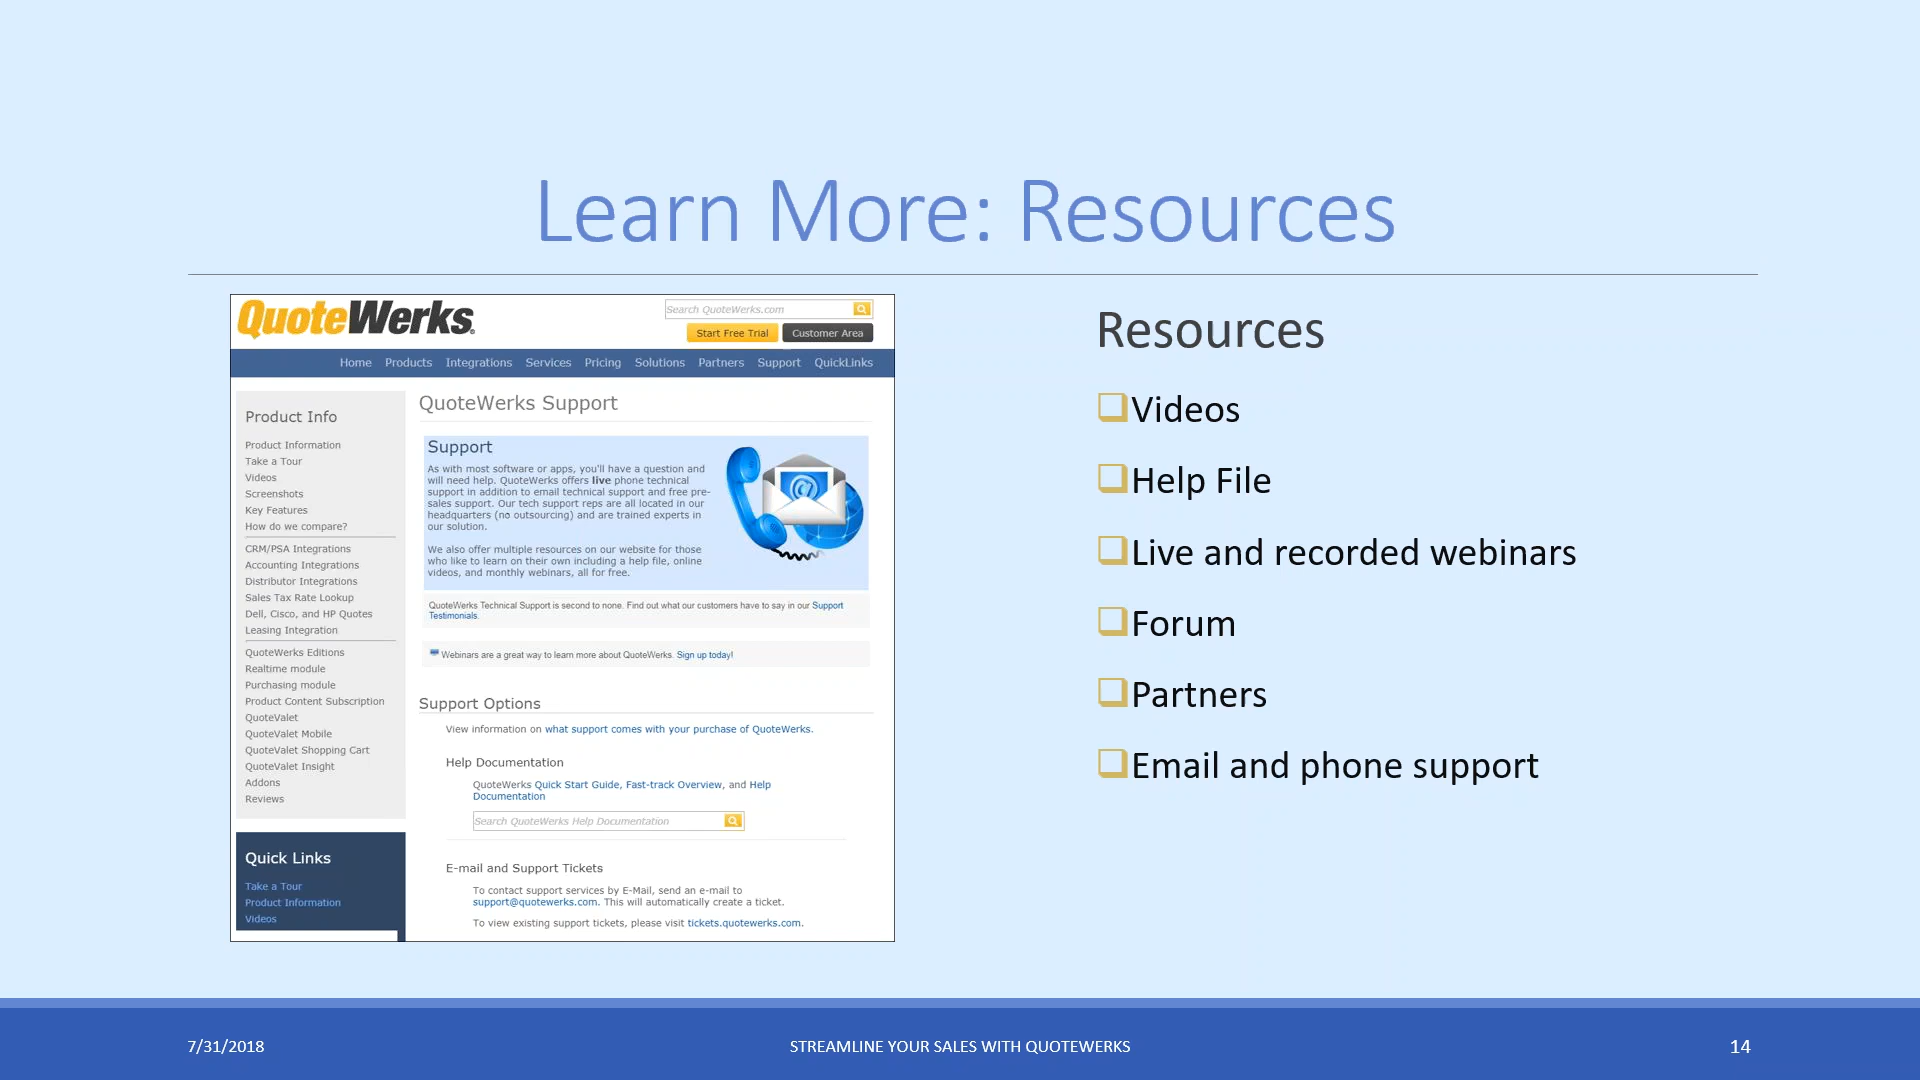 Learn More: Resources
QuoteWerks
Search QuoteWerks.com
Start Free Trial
Customer Area
Home Products Integrations Services Pricing Solutions Partners Support QuickLinks
Product Info
Product Information
Take a Tour
Videos
Screenshots
Key Features
How do we compare?
CRM/PSA Integrations
Accounting Integrations
Distributor Integrations
Sales Tax Rate Lookup
Dell, Cisco, and HP Quotes
Leasing Integration
QuoteWerks Editions
Realtime module
Purchasing module
Product Content Subscription
QuoteValet
QuoteValet Mobile
QuoteValet Shopping Cart
QuoteValet Insight
Addons
Reviews
Quick Links
Take a Tour
Product Information
Videos
QuoteWerks Support
Support
As with most software or apps, you'll have a question and
will need help. QuoteWerks offers live phone technical
support in addition to email technical support and free pre-
sales support. Our tech support reps are all located in our
headquarters (no outsourcing) and are trained experts in
our solution.
We also offer multiple resources on our website for those
who like to learn on their own including a help file, online
videos, and monthly webinars, all for free.
QuoteWerks Technical Support is second to none. Find out what our customers have to say in our Support
Testimonials.
Webinars are a great way to learn more about QuoteWerks. Sign up today!
Support Options
View information on what support comes with your purchase of QuoteWerks.
Help Documentation
QuoteWerks Quick Start Guide, Fast-track Overview, and Help
Documentation
Search QuoteWerks Help Documentation
E-mail and Support Tickets
To contact support services by E-Mail, send an e-mail to
support@quotewerks.com. This will automatically create a ticket.
To view existing support tickets, please visit tickets.quotewerks.com.
Resources
Videos
Help File
Live and recorded webinars
Forum
Partners
Email and phone support
7/31/2018
STREAMLINE YOUR SALES WITH QUOTEWERKS
14